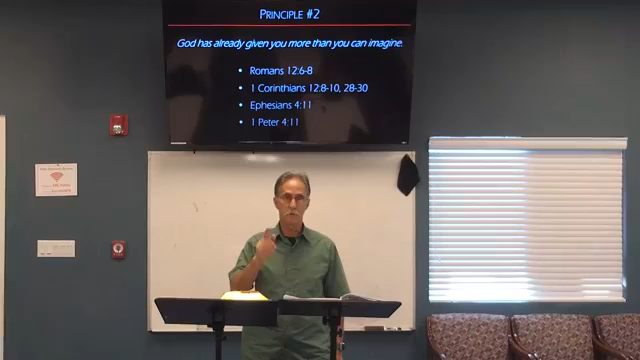 PRINCIPLE #2
God has already given you more than you can imagine.
• Romans 12:6-8
• 1 Corinthians 12:8-10, 28-30
• Ephesians 4:11
• 1 Peter 4:11